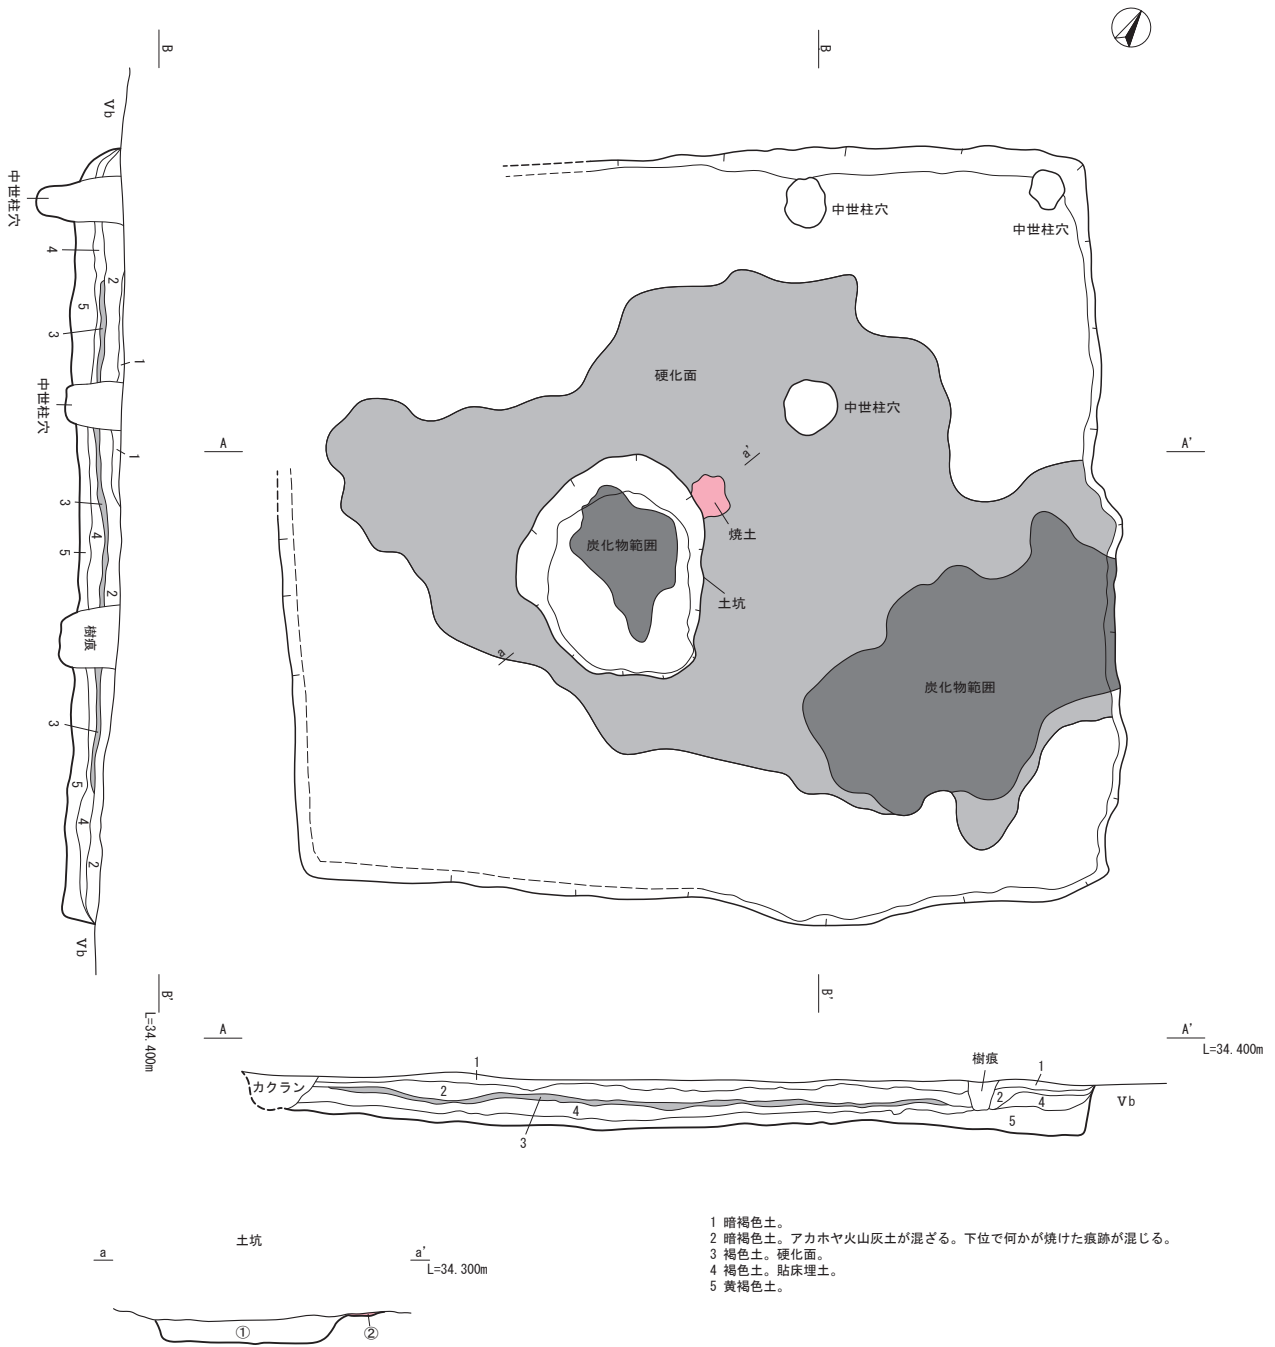 B
B
Ⅴb
中世柱穴
4
2
5
3
1
中世柱穴
1
3
4
5
2
樹痕
3
5
4
2
Ⅴb
B'
L=34.400m
中世柱穴
中世柱穴
硬化面
中世柱穴
A
A'
a'
焼土
炭化物範囲
土坑
a
炭化物範囲
B'
A
A'
L=34.400m
カクラン
1
2
3
4
樹痕
1
2
4
5
Ⅴb
土坑
a
a'
L=34.300m
①
②
1 暗褐色土。
2 暗褐色土。アカホヤ火山灰土が混ざる。下位で何かが焼けた痕跡が混じる。
3 褐色土。硬化面。
4 褐色土。貼床埋土。
5 黄褐色土。